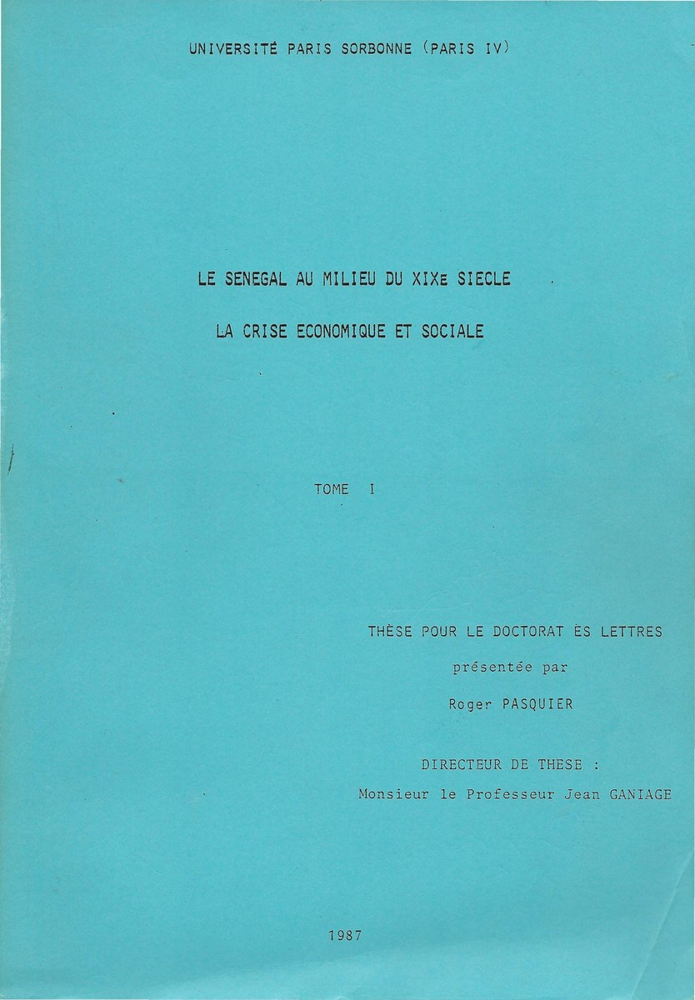 UNIVERSITÉ PARIS SORBONNE (PARIS IV)
LE SENEGAL AU MILIEU DU XIXE SIECLE
LA CRISE ECONOMIQUE ET SOCIALE
TOME I
THÈSE POUR LE DOCTORAT ÈS LETTRES
présentée par
Roger PASQUIER
DIRECTEUR DE THESE :
Monsieur le Professeur Jean GANIAGE
1987